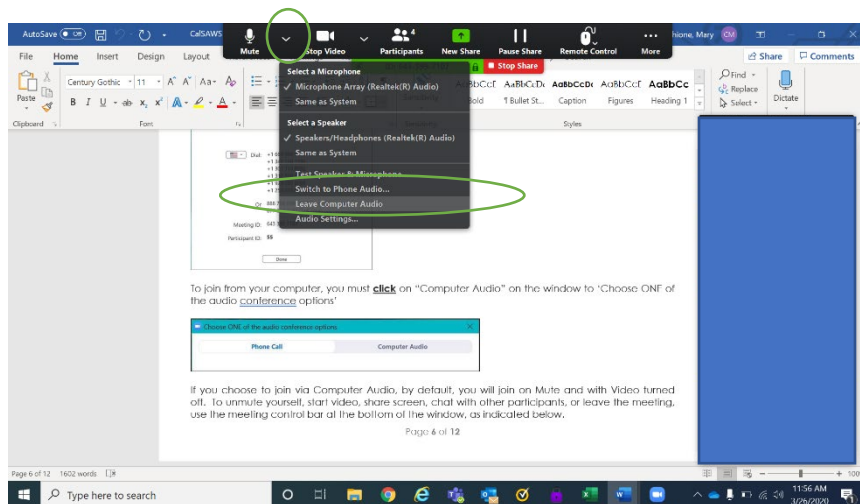 AutoSave On
CalSAWS
hione, Mary CM
Mute
Stop Video
4
Participants
New Share
Pause Share
Remote Control
More
Stop Share
File Home Insert Design Layout
Share Comments
Paste
Century Gothic 11
Clipboard
Font
1 Bullet St...
Caption
Figures
Heading 1
Styles
Find
Replace
Select
Dictate
Select a Microphone
✓ Microphone Array (Realtek(R) Audio)
Same as System
Select a Speaker
✓ Speakers/Headphones (Realtek(R) Audio)
Same as System
Test Speaker & Microphone...
Switch to Phone Audio...
Leave Computer Audio
Audio Settings...
Dial:
Meeting ID:
Participant ID: 88
Done
To join from your computer, you must click on "Computer Audio" on the window to 'Choose ONE of
the audio conference options'
Choose ONE of the audio conference options
Phone Call
Computer Audio
If you choose to join via Computer Audio, by default, you will join on Mute and with Video turned
off. To unmute yourself, start video, share screen, chat with other participants, or leave the meeting,
use the meeting control bar at the bottom of the window, as indicated below.
Page 6 of 12
Page 6 of 12 1602 words
Type here to search
11:56 AM
3/26/2020